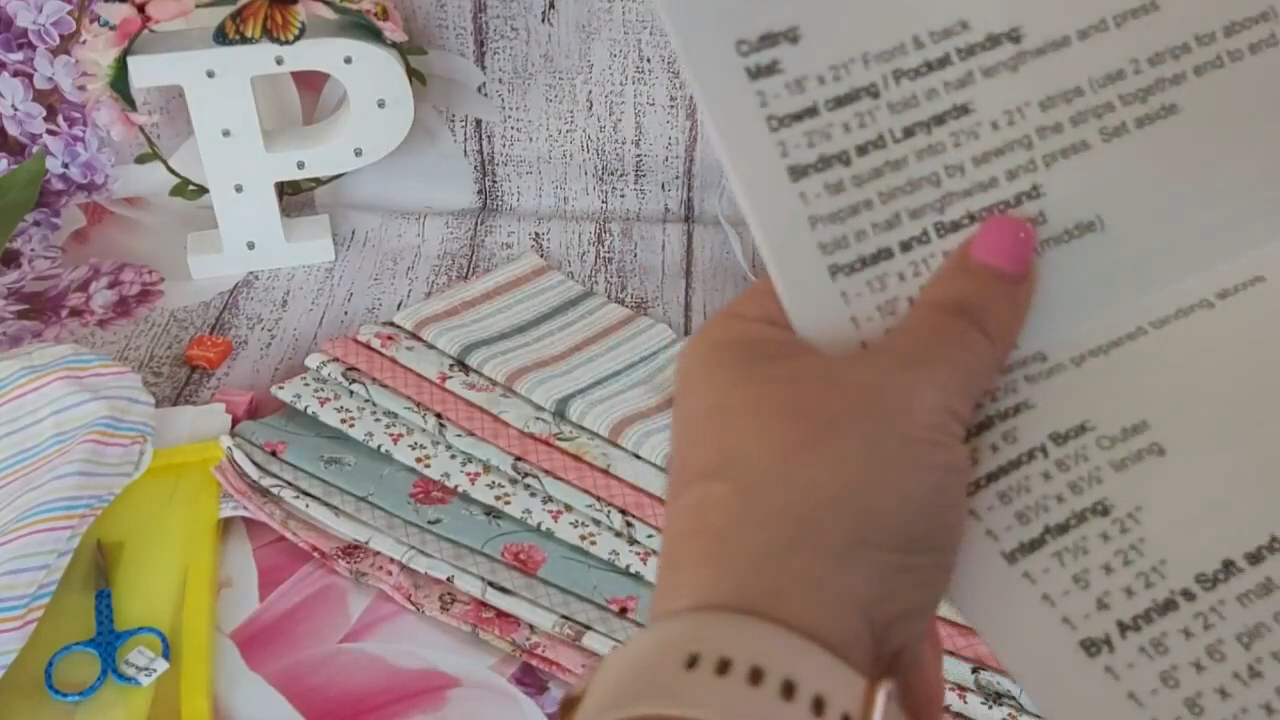 P
Cutting:
Mat:
2 - 18" x 21" Front & back
Dowel casing / Pocket binding:
2 - 2½" x 21" fold in half lengthwise and press
Binding and Lanyards:
1 - fat quarter into 2½" x 21" strips (use 2 strips for above)
Prepare binding by sewing the strips together end to end
fold in half lengthwise and press. Set aside.
Pockets and Background:
1 - 13" x 21"
1 - 10" (middle)
from prepared binding above
x 6"
Accessory Box:
1 - 8½" x 8½" Outer
1 - 8½" x 8½" lining
Interfacing:
1 - 7½" x 21"
1 - 5" x 21"
1 - 4" x 21"
By Annie's Soft and
1 - 18" x 21" mat
1 - 6" x 6" pin
8" x 14"